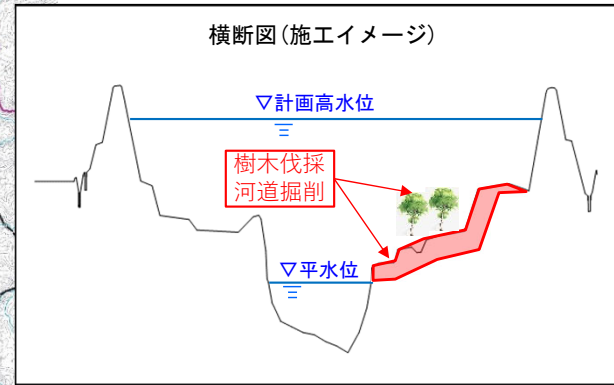 横断図(施工イメージ)
▽計画高水位
樹木伐採
河道掘削
▽平水位